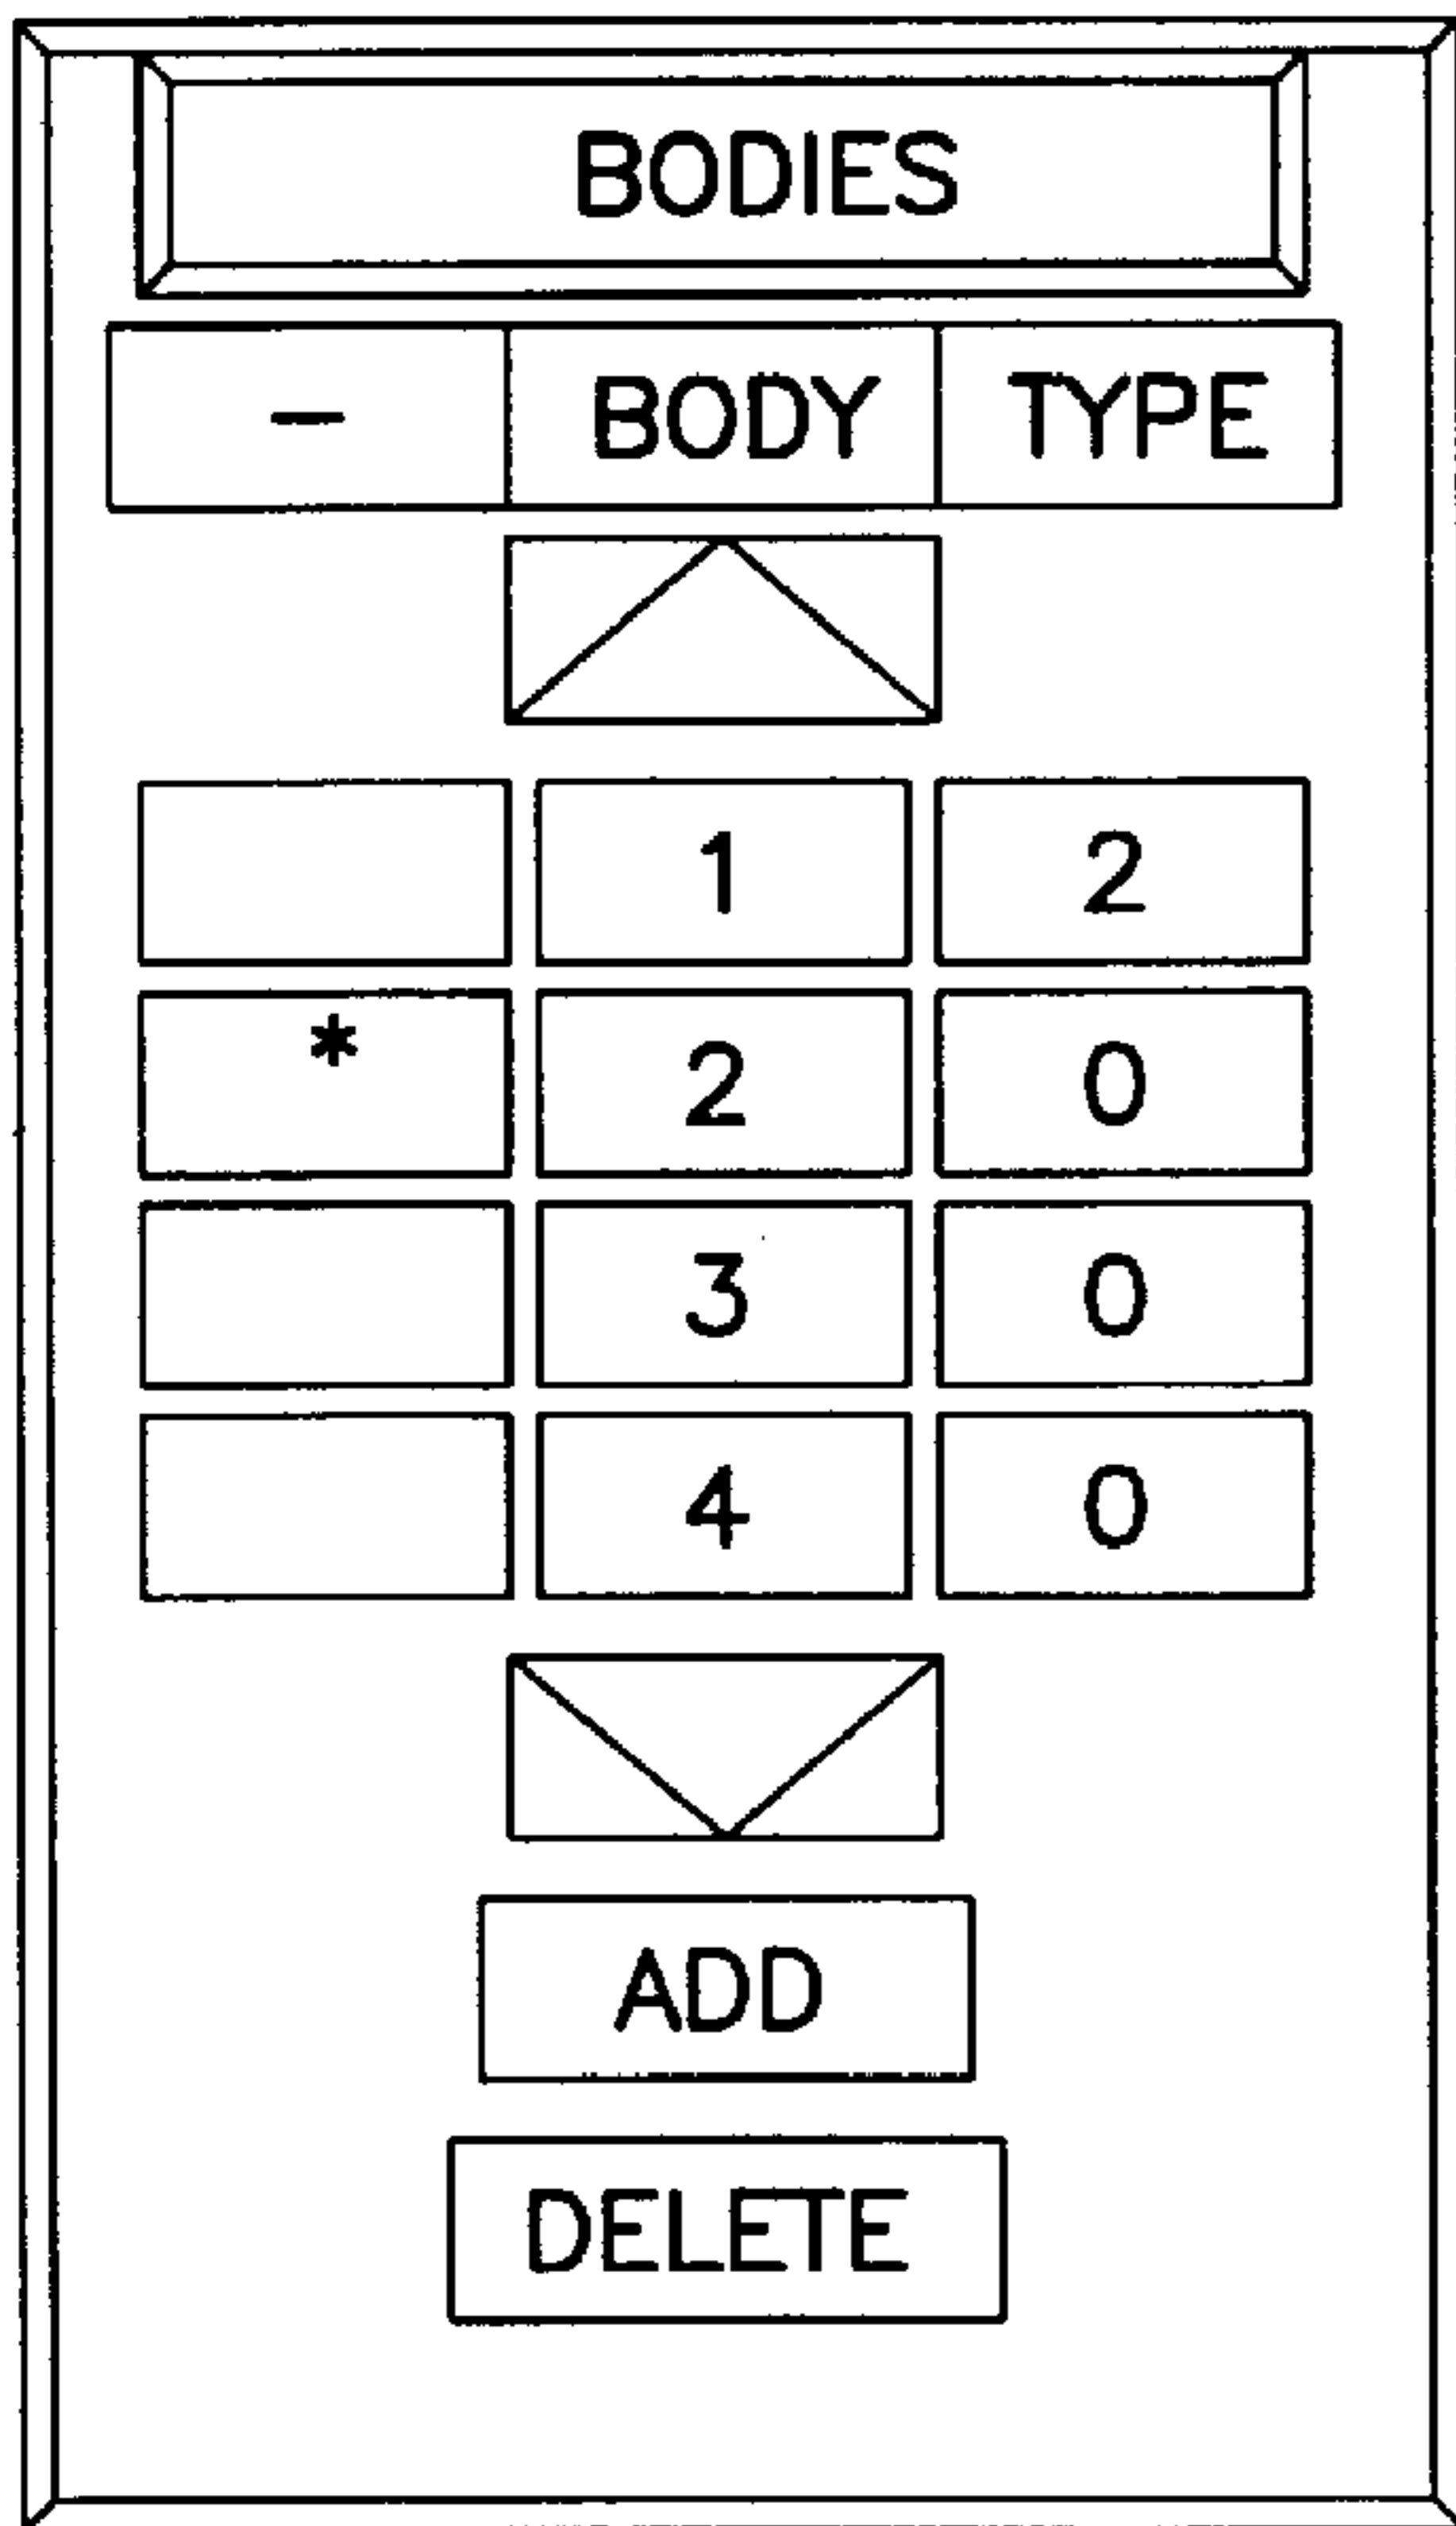 BODIES
– BODY TYPE
1 2
* 2 0
3 0
4 0
ADD
DELETE